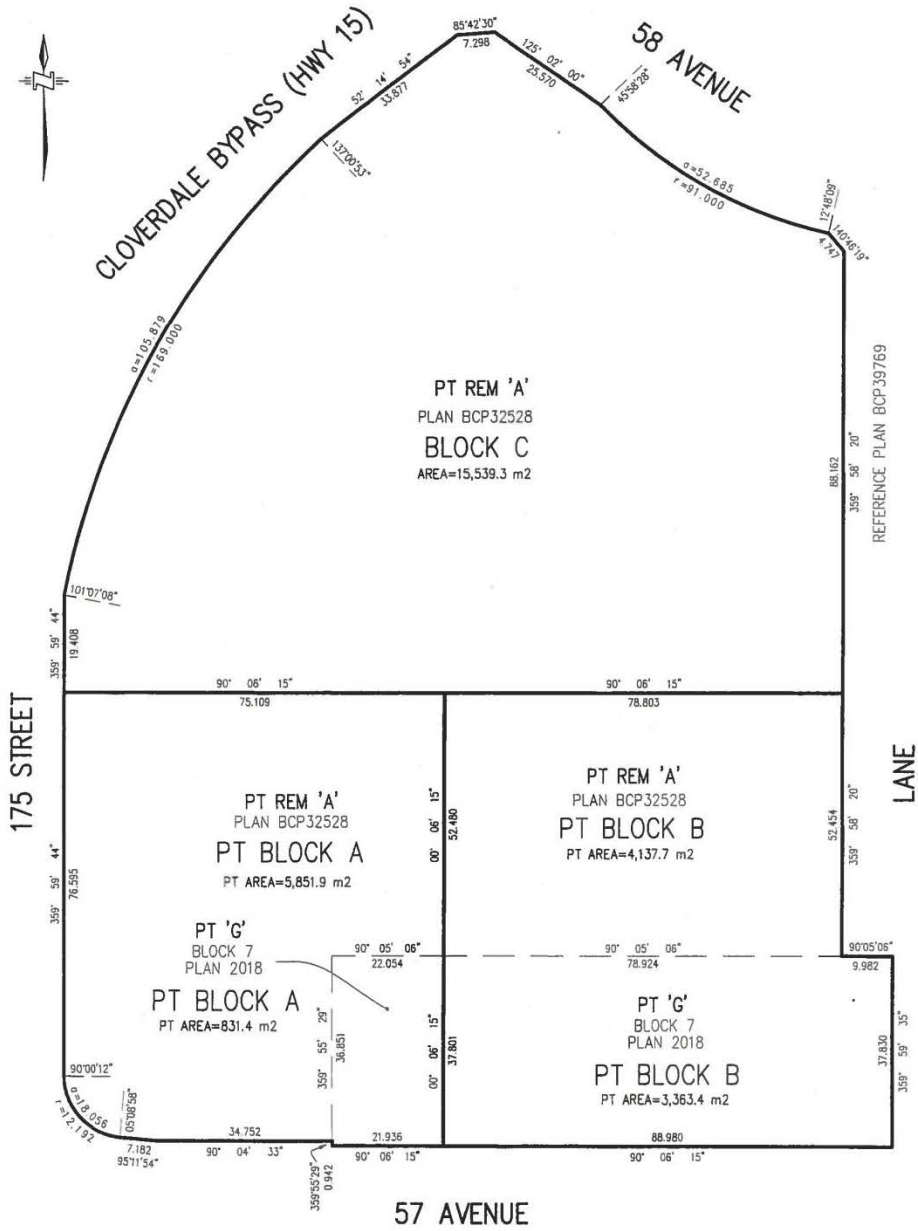 85°42'30"
7.298
CLOVERDALE BYPASS (HWY 15)
52° 14' 54"
33.877
125° 02' 00"
25.570
58 AVENUE
45°58'28"
137°00'53"
a=52.685
r=91.000
12°48'09"
140°46'19"
4.747
a=105.879
r=169.000
PT REM 'A'
PLAN BCP32528
BLOCK C
AREA=15,539.3 m2
88.162
359° 58' 20"
REFERENCE PLAN BCP39769
101°07'08"
359° 59' 44"
19.408
90° 06' 15"
75.109
90° 06' 15"
78.803
175 STREET
LANE
359° 59' 44"
76.595
PT REM 'A'
PLAN BCP32528
PT BLOCK A
PT AREA=5,851.9 m2
00° 06' 15"
52.480
PT REM 'A'
PLAN BCP32528
PT BLOCK B
PT AREA=4,137.7 m2
52.454
359° 58' 20"
PT 'G'
BLOCK 7
PLAN 2018
PT BLOCK A
PT AREA=831.4 m2
90° 05' 06"
22.054
90° 05' 06"
78.924
90°05'06"
9.982
359° 55' 29"
36.851
00° 06' 15"
37.801
PT 'G'
BLOCK 7
PLAN 2018
PT BLOCK B
PT AREA=3,363.4 m2
37.830
359° 59' 35"
90°00'12"
a=18.056
r=12.192
05°08'58"
7.182
95°11'54"
34.752
90° 04' 33"
359°55'29"
0.942
21.936
90° 06' 15"
88.980
90° 06' 15"
57 AVENUE